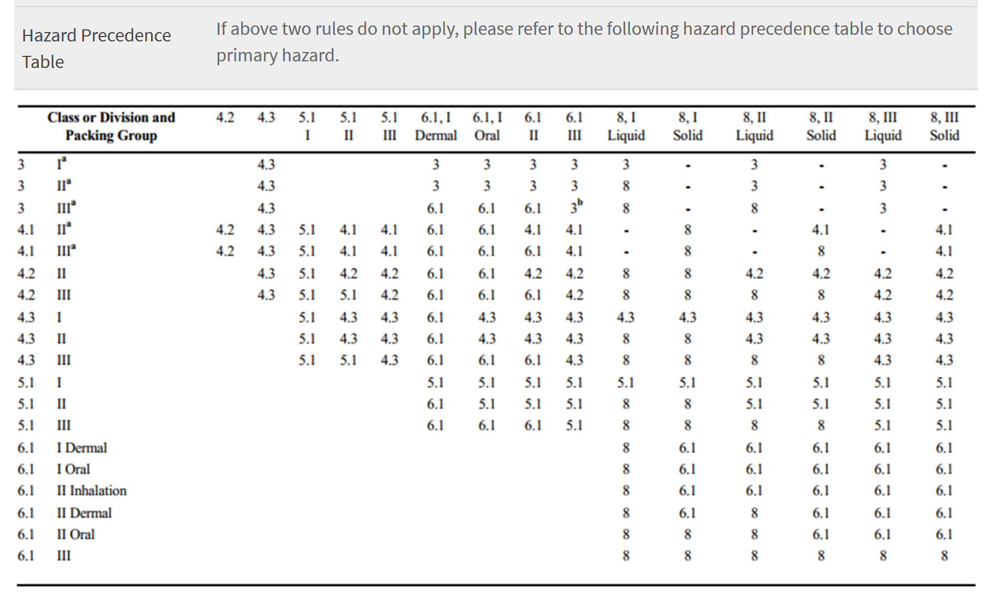 Hazard Precedence Table
If above two rules do not apply, please refer to the following hazard precedence table to choose
primary hazard.
Class or Division and Packing Group 4.2 4.3 5.1 I 5.1 II 5.1 III 6.1, I Dermal 6.1, I Oral 6.1 II 6.1 III 8, I Liquid 8, I Solid 8, II Liquid 8, II Solid 8, III Liquid 8, III Solid
3 Iª 4.3 3 3 3 3 3 - 3 - 3 -
3 IIª 4.3 3 3 3 3 8 - 3 - 3 -
3 IIIª 4.3 6.1 6.1 6.1 3ᵇ 8 - 8 - 3 -
4.1 IIª 4.2 4.3 5.1 4.1 4.1 6.1 6.1 4.1 4.1 - 8 - 4.1 - 4.1
4.1 IIIª 4.2 4.3 5.1 4.1 4.1 6.1 6.1 6.1 4.1 - 8 - 8 - 4.1
4.2 II 4.3 5.1 4.2 4.2 6.1 6.1 4.2 4.2 8 8 4.2 4.2 4.2 4.2
4.2 III 4.3 5.1 5.1 4.2 6.1 6.1 6.1 4.2 8 8 8 8 4.2 4.2
4.3 I 5.1 4.3 4.3 6.1 4.3 4.3 4.3 4.3 4.3 4.3 4.3 4.3 4.3
4.3 II 5.1 4.3 4.3 6.1 4.3 4.3 4.3 8 8 4.3 4.3 4.3 4.3
4.3 III 5.1 5.1 4.3 6.1 6.1 6.1 4.3 8 8 8 8 4.3 4.3
5.1 I 5.1 5.1 5.1 5.1 5.1 5.1 5.1 5.1 5.1 5.1
5.1 II 6.1 5.1 5.1 5.1 8 8 5.1 5.1 5.1 5.1
5.1 III 6.1 6.1 6.1 5.1 8 8 8 8 5.1 5.1
6.1 I Dermal 8 6.1 6.1 6.1 6.1 6.1
6.1 I Oral 8 6.1 6.1 6.1 6.1 6.1
6.1 II Inhalation 8 6.1 6.1 6.1 6.1 6.1
6.1 II Dermal 8 6.1 8 6.1 6.1 6.1
6.1 II Oral 8 8 8 6.1 6.1 6.1
6.1 III 8 8 8 8 8 8